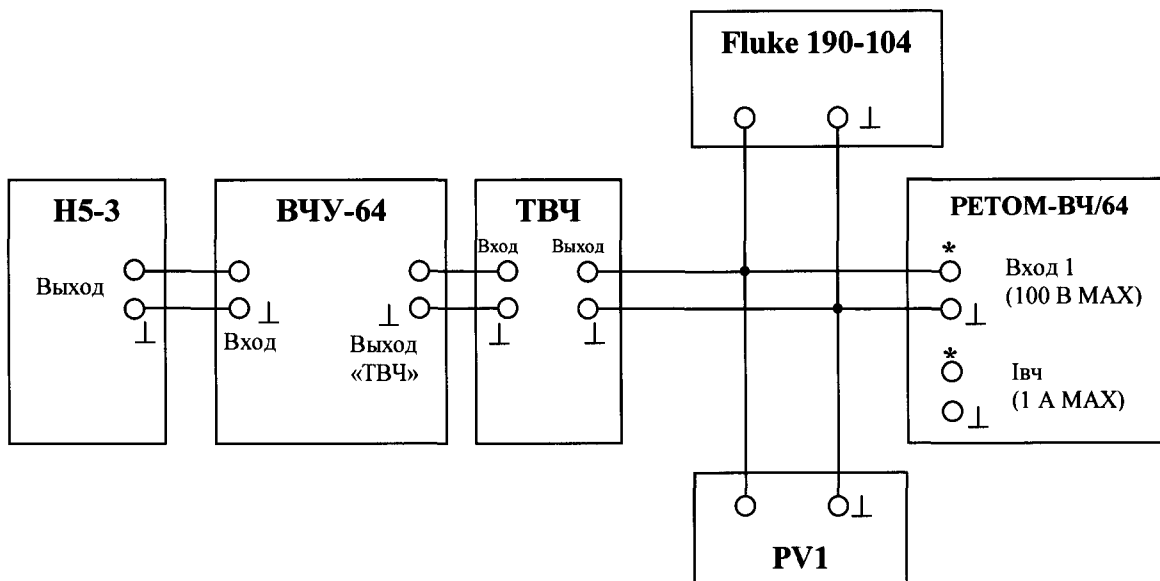 Fluke 190-104
⊥
Н5-3
Выход
⊥
ВЧУ-64
⊥
Вход
⊥
Выход
«ТВЧ»
ТВЧ
Вход
Выход
⊥
⊥
РЕТОМ-ВЧ/64
*
Вход 1
(100 В MAX)
⊥
*
Iвч
(1 А MAX)
⊥
⊥
PV1